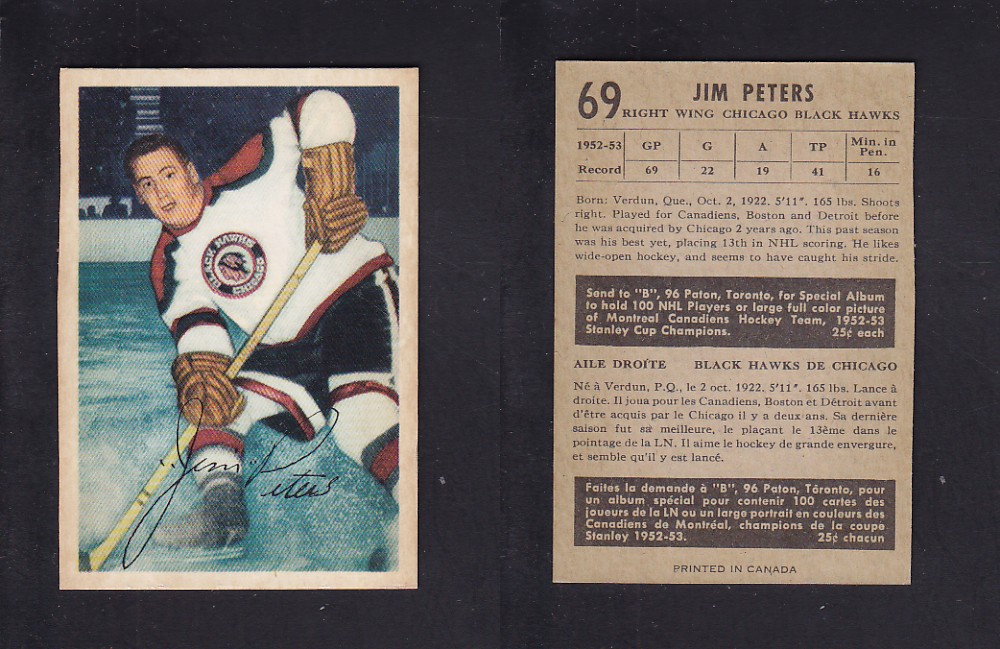 BLACK HAWKS
CHICAGO
"Jim" Peters
69
JIM PETERS
RIGHT WING CHICAGO BLACK HAWKS
1952-53 GP G A TP Min. in Pen.
Record 69 22 19 41 16
Born: Verdun, Que., Oct. 2, 1922. 5'11". 165 lbs. Shoots
right. Played for Canadiens, Boston and Detroit before
he was acquired by Chicago 2 years ago. This past season
was his best yet, placing 13th in NHL scoring. He likes
wide-open hockey, and seems to have caught his stride.
Send to "B", 96 Paton, Toronto, for Special Album
to hold 100 NHL Players or large full color picture
of Montreal Canadiens Hockey Team, 1952-53
Stanley Cup Champions. 25¢ each
AILE DROÍTE BLACK HAWKS DE CHICAGO
Né à Verdun, P.Q., le 2 oct. 1922. 5'11". 165 lbs. Lance à
droite. Il joua pour les Canadiens, Boston et Détroit avant
d'être acquis par le Chicago il y a deux ans. Sa dernière
saison fut sa meilleure, le plaçant le 13ème dans le
pointage de la LN. Il aime le hockey de grande envergure,
et semble qu'il y est lancé.
Faites la demande à "B", 96 Paton, Tóronto, pour
un album spécial pour contenir 100 cartes des
joueurs de la LN ou un large portrait en couleurs des
Canadiens de Montréal, champions de la coupe
Stanley 1952-53. 25¢ chacun
PRINTED IN CANADA